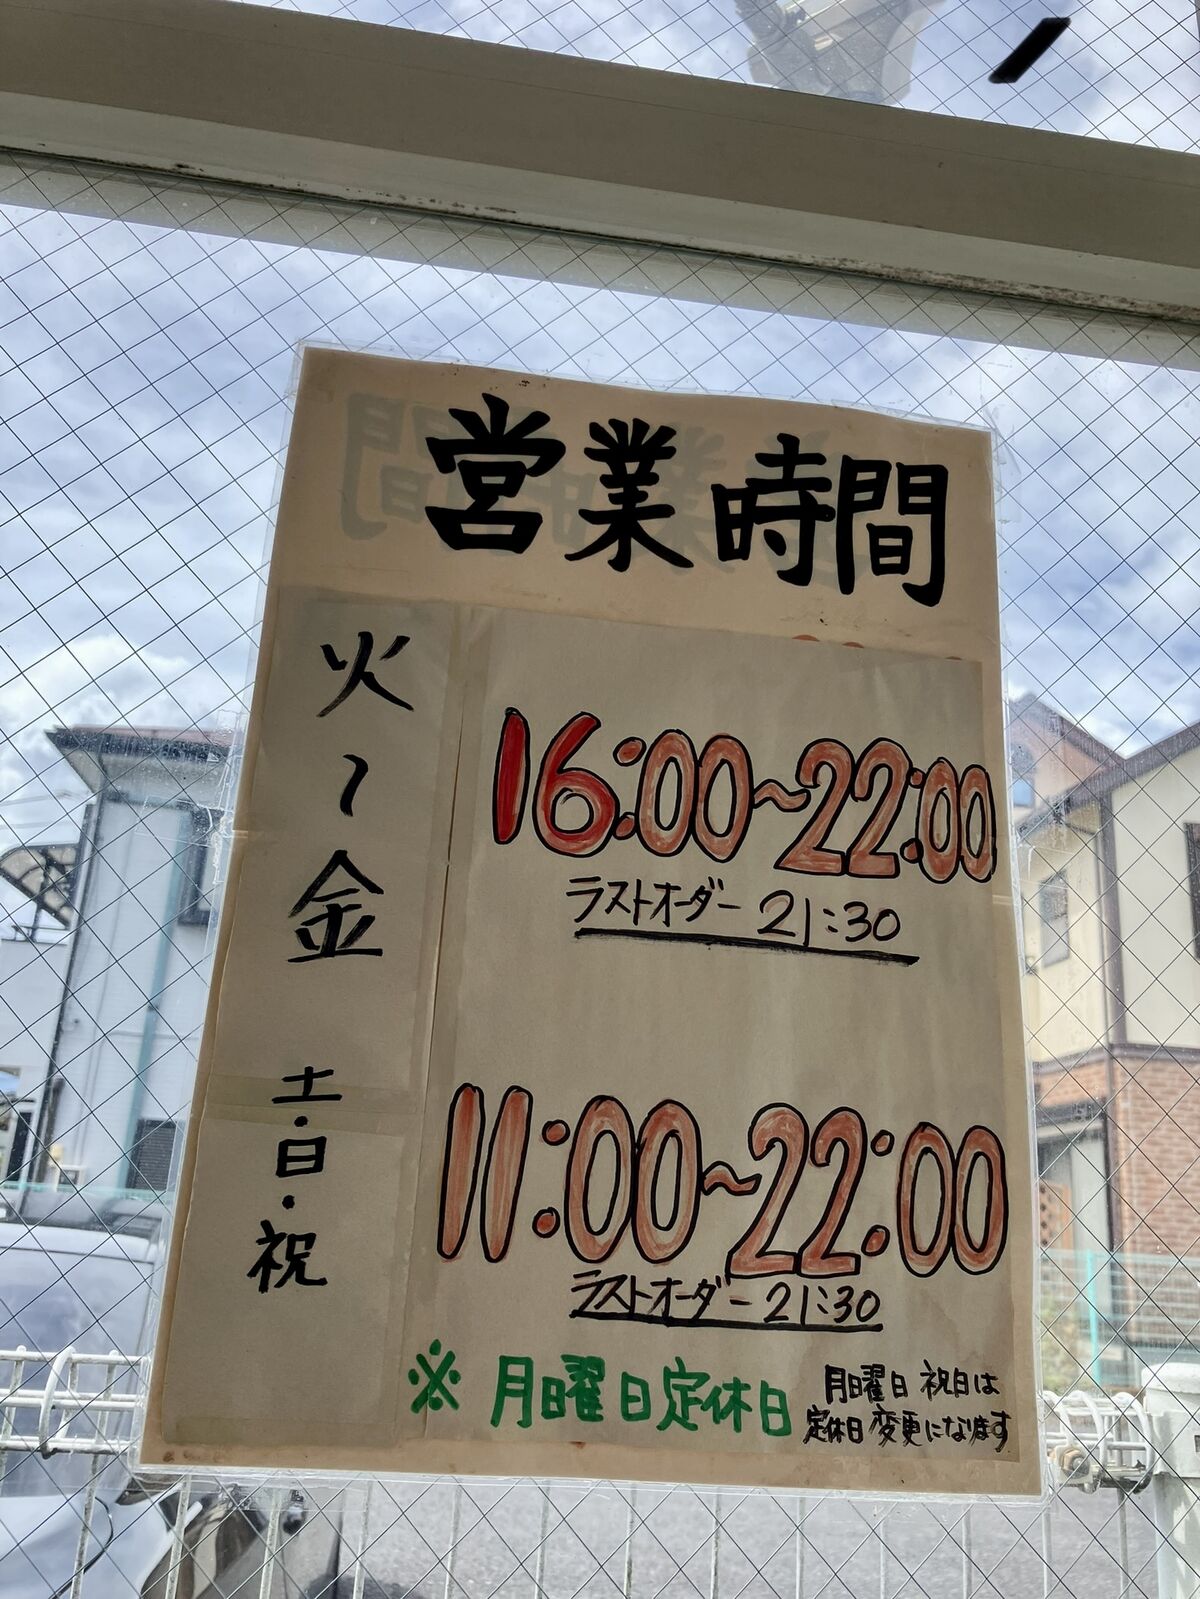 営業時間
火〜金
16:00~22:00
ラストオーダー 21:30
土・日・祝
11:00~22:00
ラストオーダー 21:30
※ 月曜日定休日
月曜日 祝日は
定休日変更になります